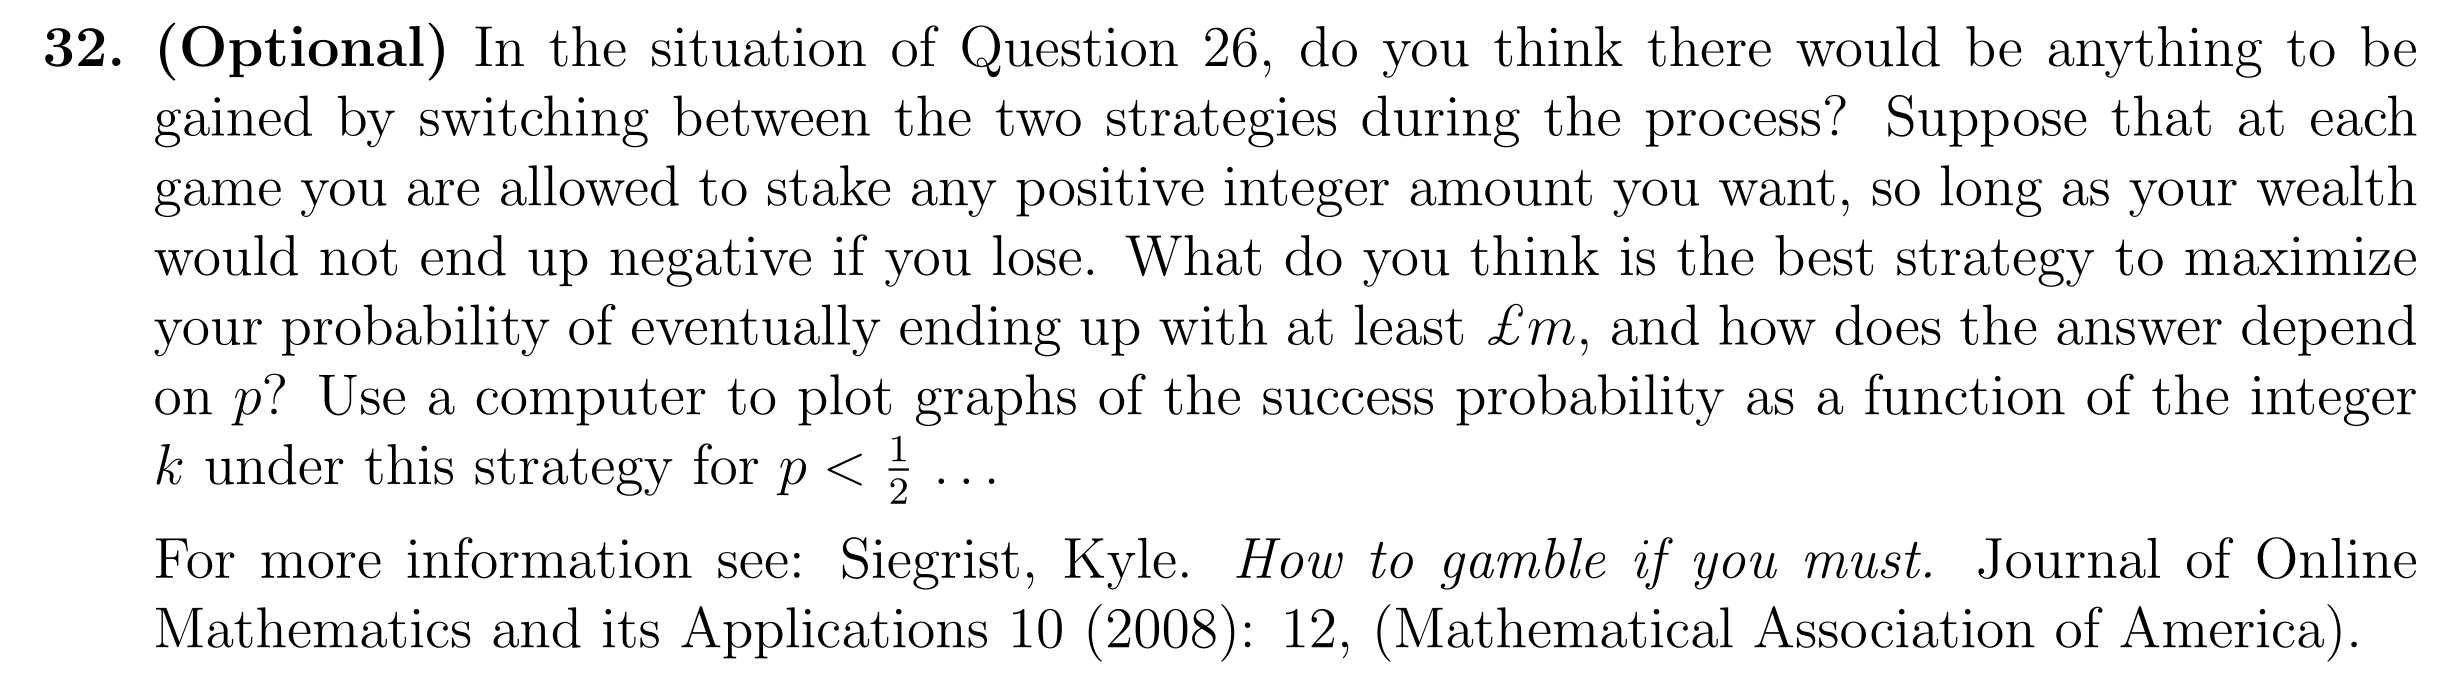 32. (Optional) In the situation of Question 26, do you think there would be anything to be
gained by switching between the two strategies during the process? Suppose that at each
game you are allowed to stake any positive integer amount you want, so long as your wealth
would not end up negative if you lose. What do you think is the best strategy to maximize
your probability of eventually ending up with at least £m, and how does the answer depend
on p? Use a computer to plot graphs of the success probability as a function of the integer
k under this strategy for p < 1/2 ...
For more information see: Siegrist, Kyle. How to gamble if you must. Journal of Online
Mathematics and its Applications 10 (2008): 12, (Mathematical Association of America).